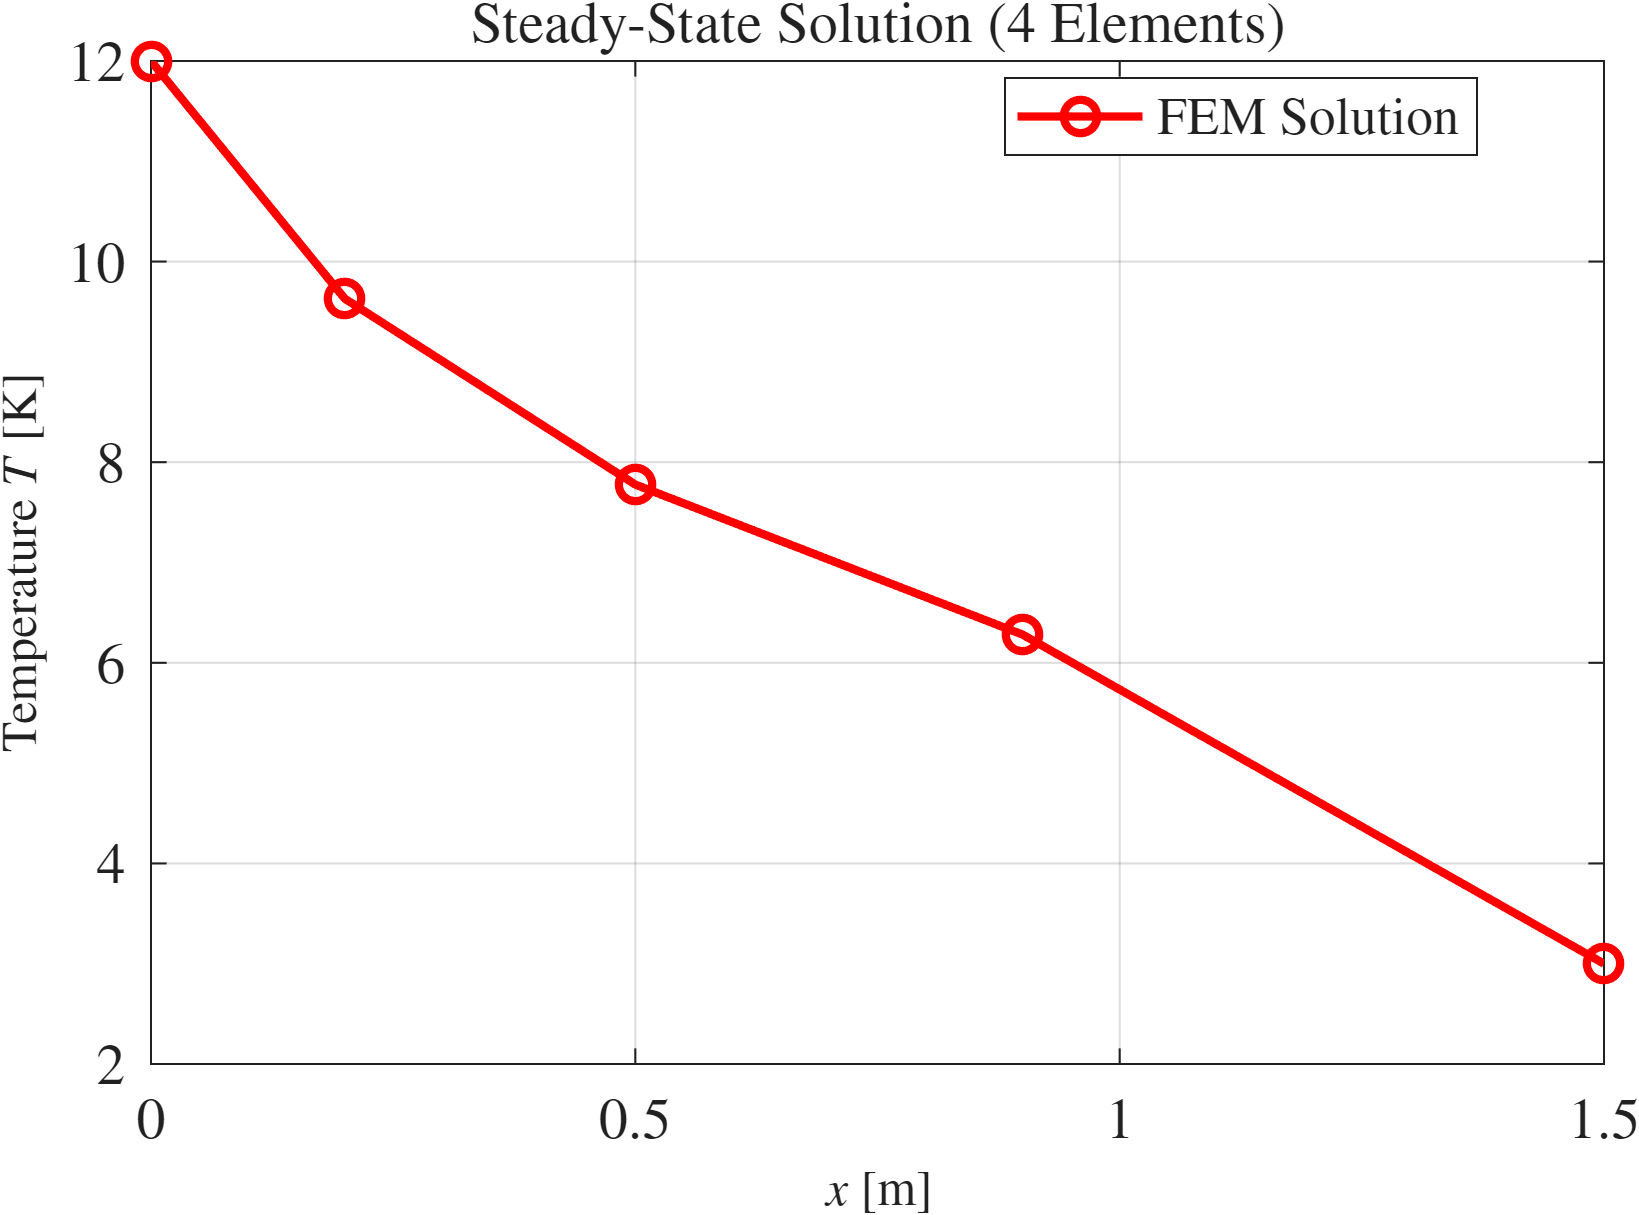 Steady-State Solution (4 Elements)
FEM Solution
12
10
8
6
4
2
Temperature T [K]
0 0.5 1 1.5
x [m]